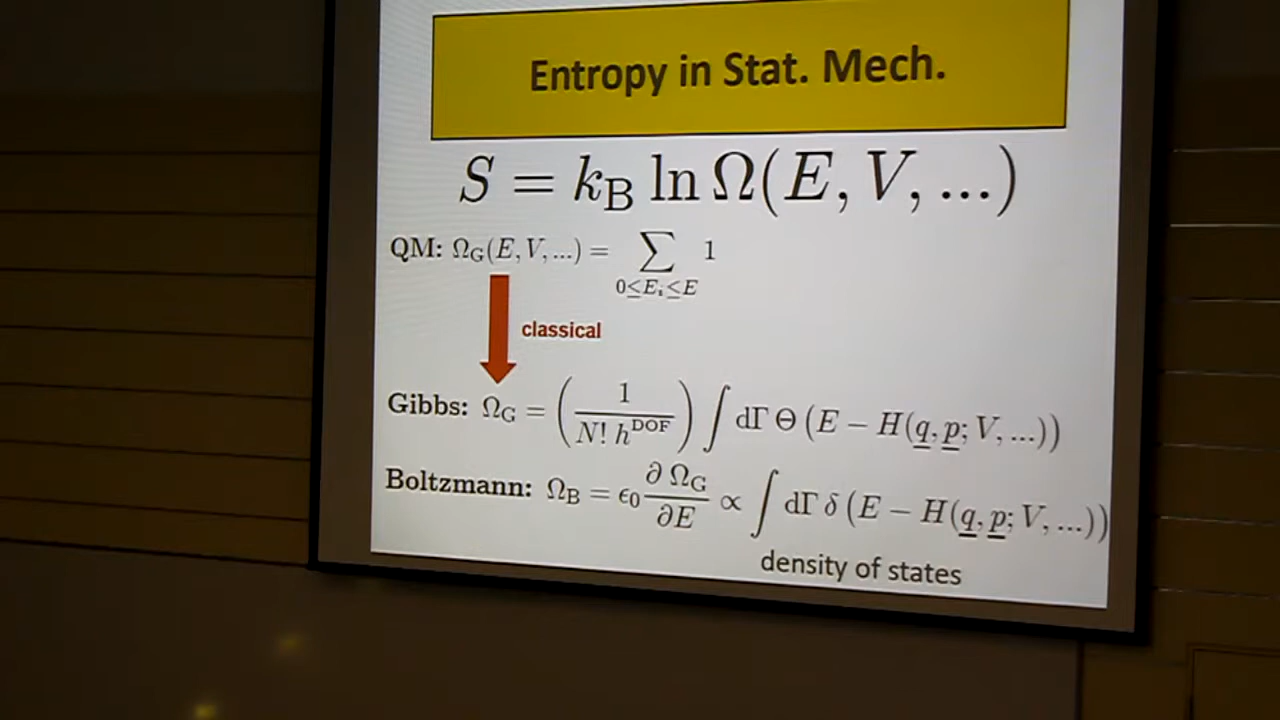 Entropy in Stat. Mech.
S = k_B ln Ω(E, V, ...)
QM: Ω_G(E, V, ...) = ∑_{0≤E_i≤E} 1
classical
Gibbs: Ω_G = (1 / (N! h^DOF)) ∫ dΓ Θ (E − H(q, p; V, ...))
Boltzmann: Ω_B = ϵ_0 ∂ Ω_G / ∂E ∝ ∫ dΓ δ (E − H(q, p; V, ...))
density of states